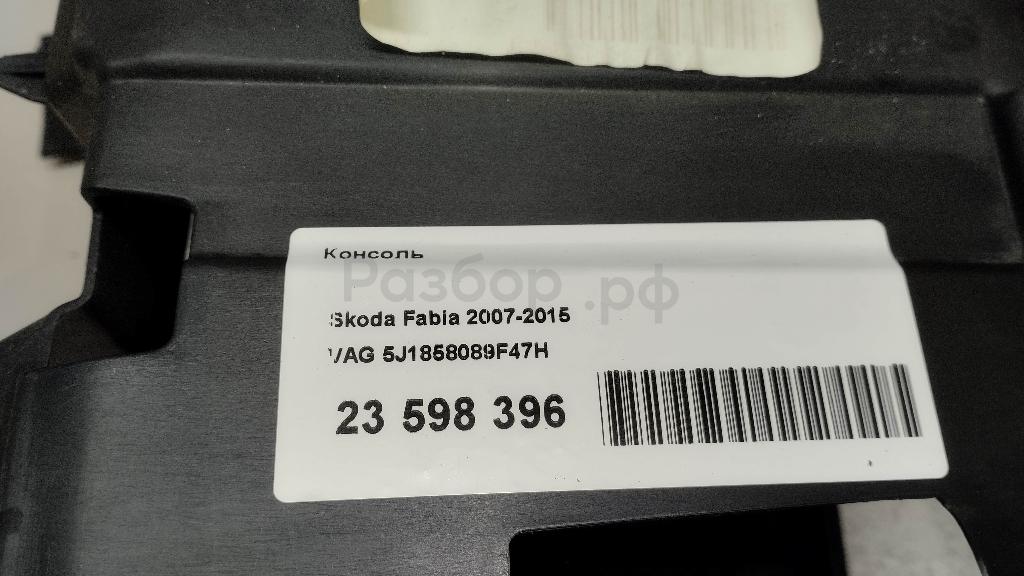 Консоль
Разбор.рф
Skoda Fabia 2007-2015
VAG 5J1858089F47H
23 598 396